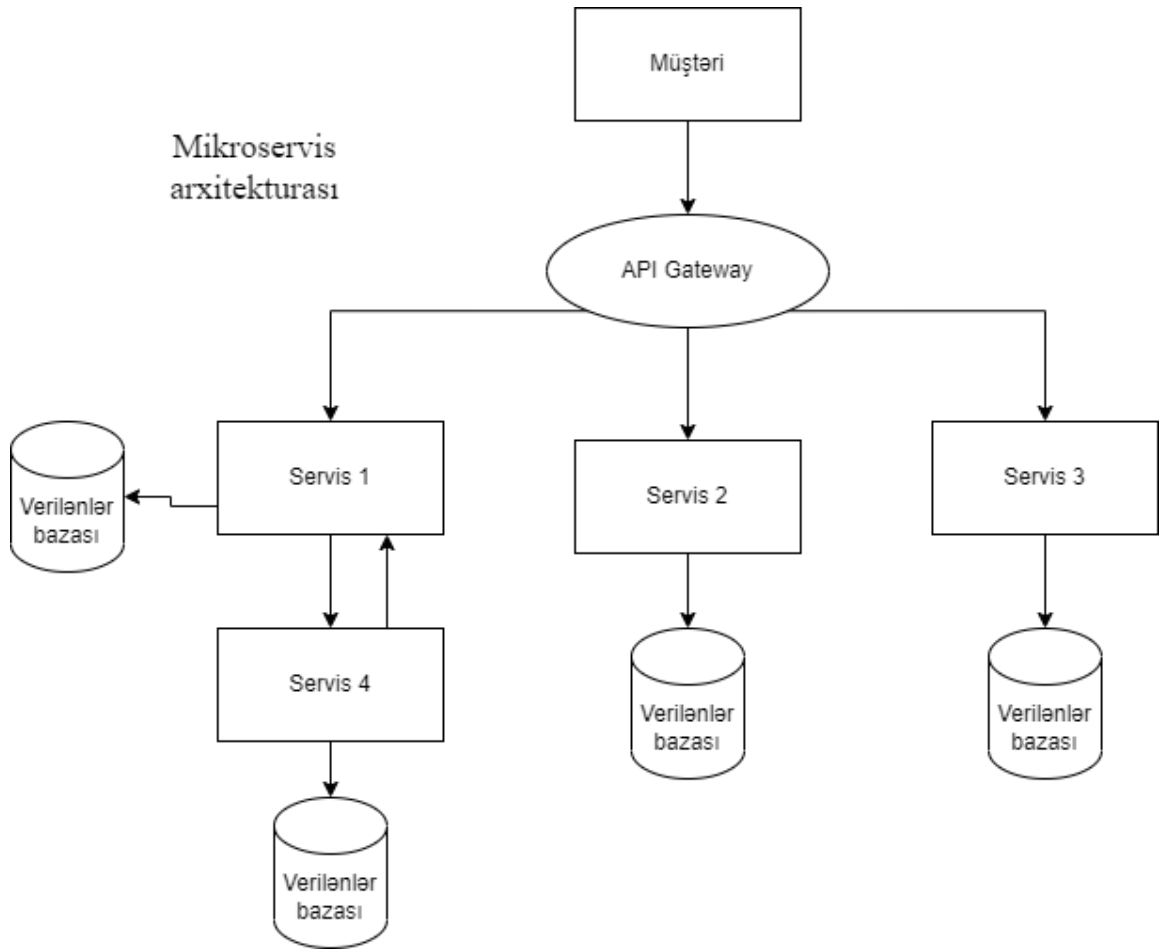 Müştəri
Mikroservis
arxitekturası
API Gateway
Servis 1
Servis 2
Servis 3
Verilənlər
bazası
Servis 4
Verilənlər
bazası
Verilənlər
bazası
Verilənlər
bazası